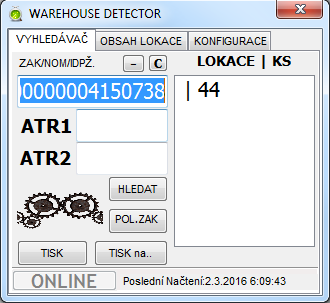 WAREHOUSE DETECTOR
VYHLEDÁVAČ OBSAH LOKACE KONFIGURACE
ZAK/NOM/IDPŽ. – C LOKACE | KS
0000004150738 | 44
ATR1
ATR2
HLEDAT
POL.ZAK
TISK TISK na..
ONLINE Poslední Načtení:2.3.2016 6:09:43